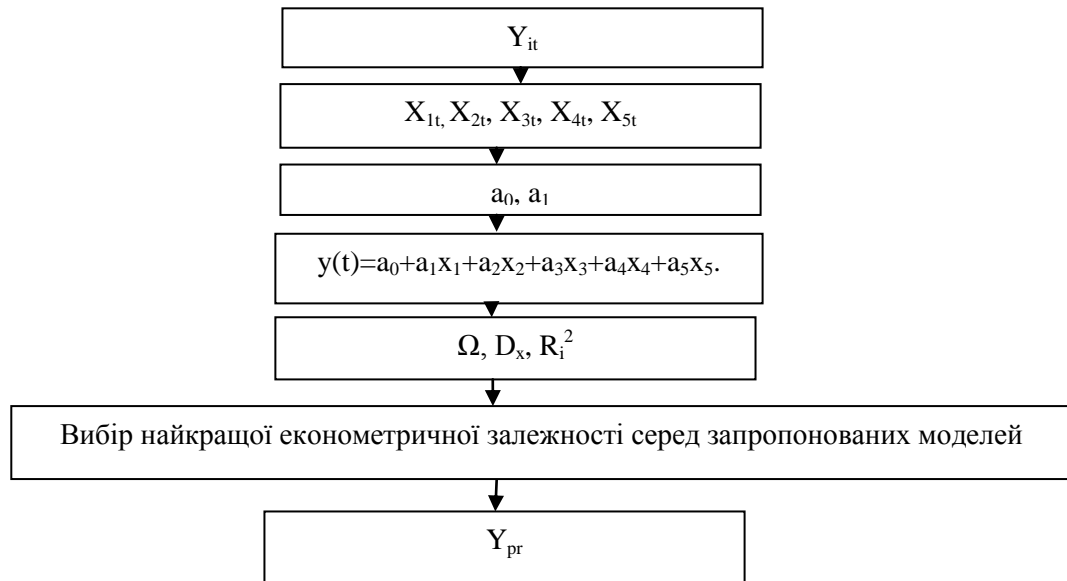 Y_it
X_1t, X_2t, X_3t, X_4t, X_5t
a_0, a_1
y(t)=a_0+a_1x_1+a_2x_2+a_3x_3+a_4x_4+a_5x_5.
Ω, D_x, R_i^2
Вибір найкращої економетричної залежності серед запропонованих моделей
Y_pr